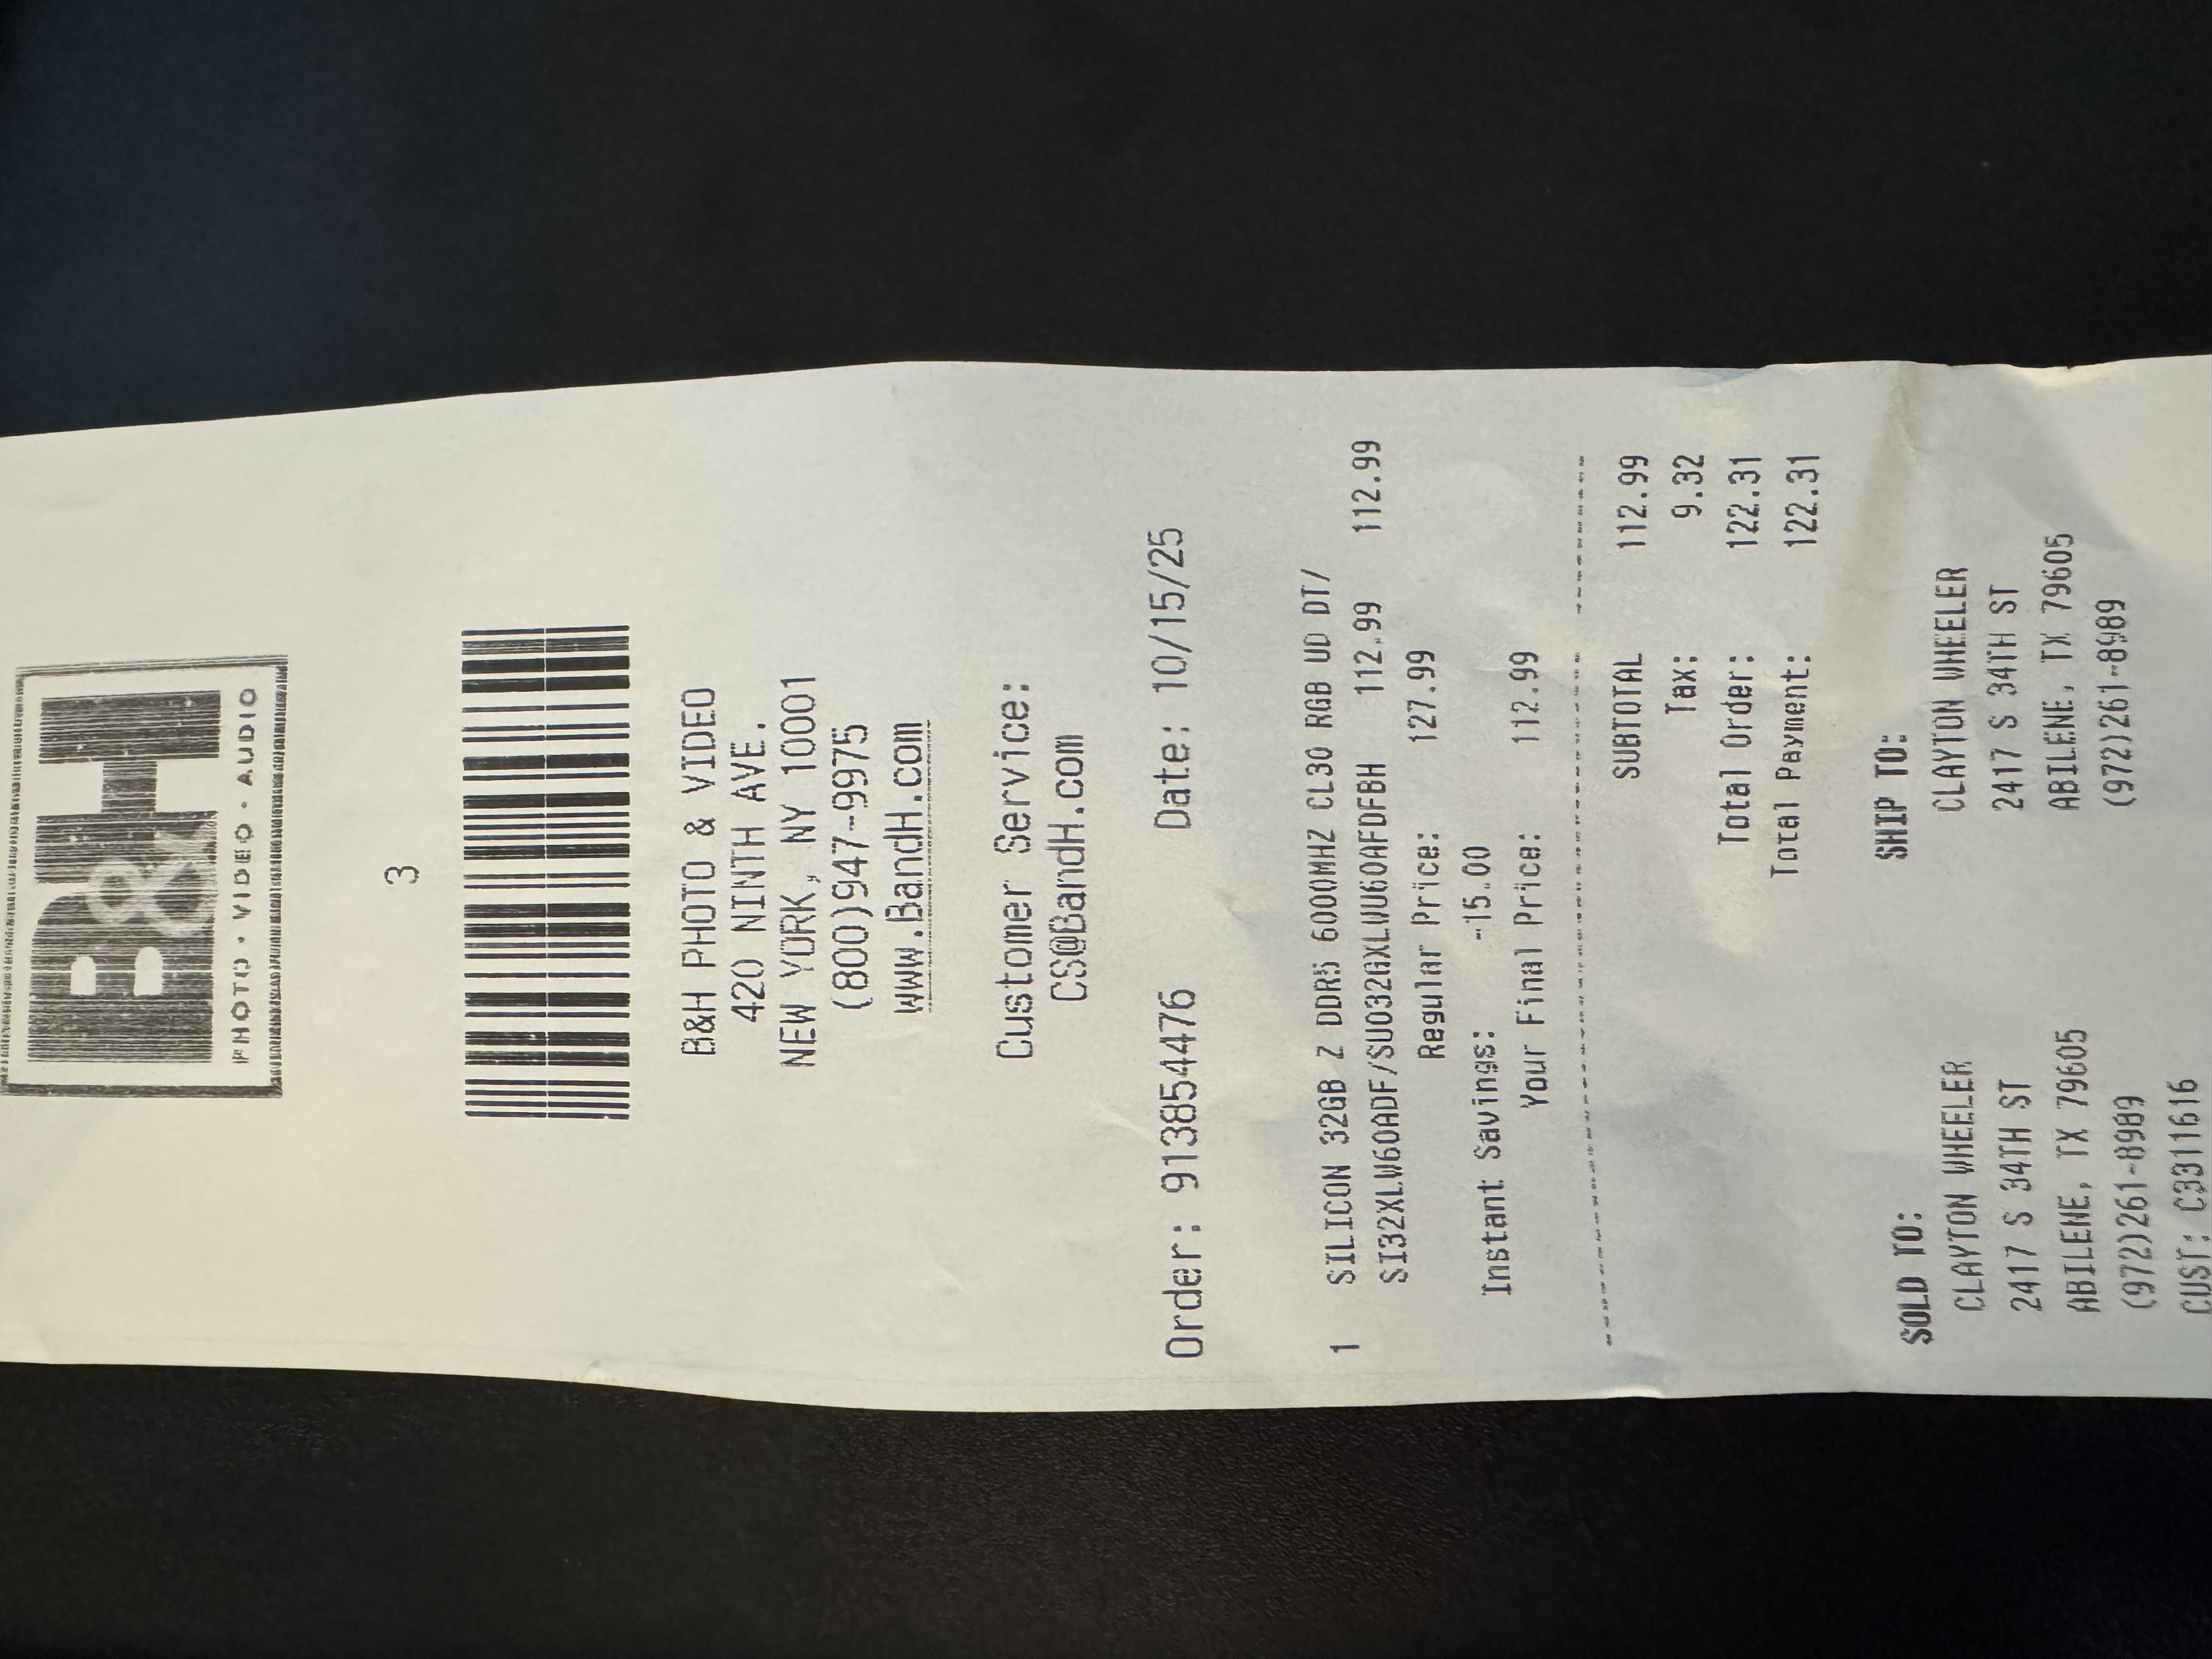 B&H
PHOTO · VIDEO · AUDIO
3
B&H PHOTO & VIDEO
420 NINTH AVE.
NEW YORK, NY 10001
(800)947-9975
www.BandH.com
Customer Service:
CS@BandH.com
Order: 913854476 Date: 10/15/25
1 SILICON 32GB Z DDR5 6000MHZ CL30 RGB UD DT/
SI32XLW60ADF/SU032GXLWU60AFDFBH 112.99 112.99
Regular Price: 127.99
Instant Savings: -15.00
Your Final Price: 112.99
SUBTOTAL 112.99
Tax: 9.32
Total Order: 122.31
Total Payment: 122.31
SOLD TO: SHIP TO:
CLAYTON WHEELER CLAYTON WHEELER
2417 S 34TH ST 2417 S 34TH ST
ABILENE, TX 79605 ABILENE, TX 79605
(972)261-8989 (972)261-8989
CUST: C3311616